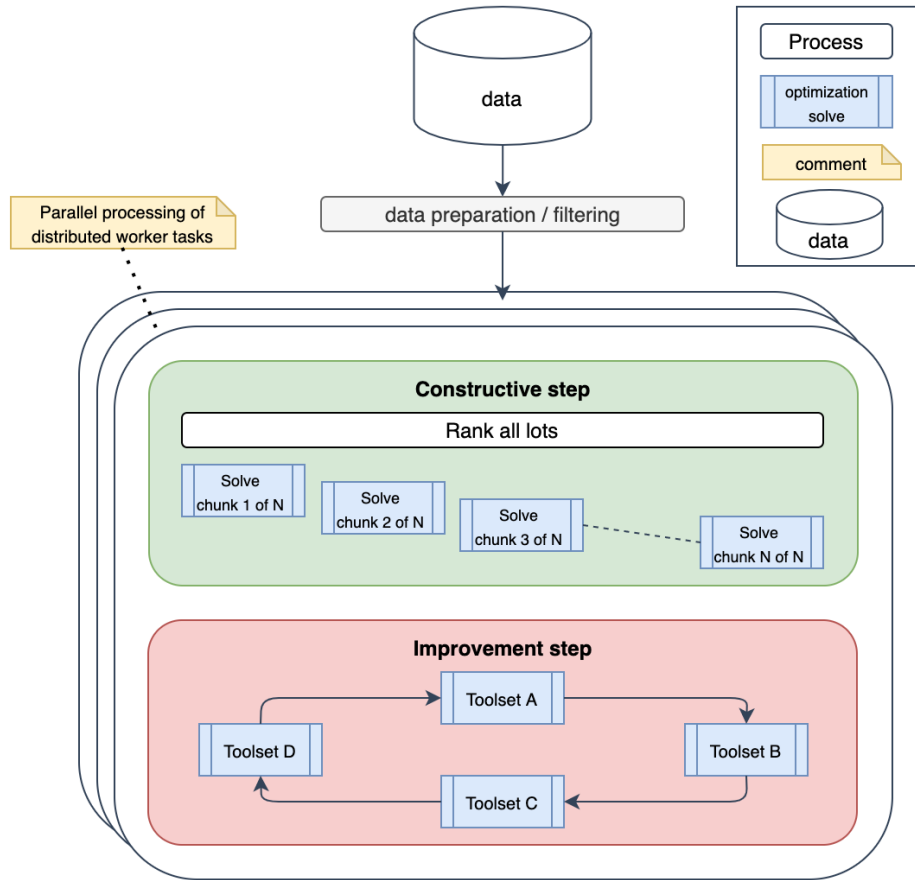 data
Process
optimization
solve
comment
data
data preparation / filtering
Parallel processing of
distributed worker tasks
Constructive step
Rank all lots
Solve
chunk 1 of N
Solve
chunk 2 of N
Solve
chunk 3 of N
Solve
chunk N of N
Improvement step
Toolset A
Toolset D
Toolset B
Toolset C